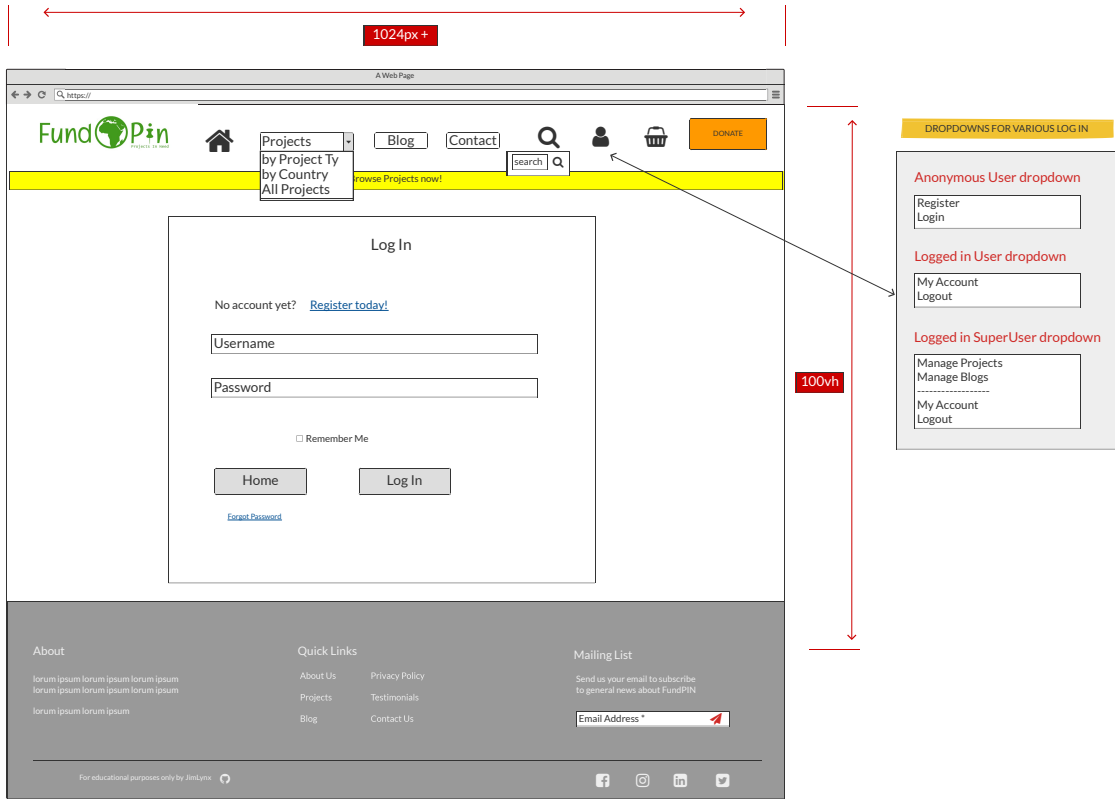 1024px +
A Web Page
https://
FundPin
Projects in need
Projects
Blog
Contact
DONATE
by Project Ty
by Country
All Projects
search
rowse Projects now!
Log In
No account yet? Register today!
Username
Password
Remember Me
Home
Log In
Forgot Password
100vh
DROPDOWNS FOR VARIOUS LOG IN
Anonymous User dropdown
Register
Login
Logged in User dropdown
My Account
Logout
Logged in SuperUser dropdown
Manage Projects
Manage Blogs
------------------
My Account
Logout
About
lorum ipsum lorum ipsum lorum ipsum
lorum ipsum lorum ipsum lorum ipsum
lorum ipsum lorum ipsum
Quick Links
About Us
Privacy Policy
Projects
Testimonials
Blog
Contact Us
Mailing List
Send us your email to subscribe
to general news about FundPIN
Email Address *
For educational purposes only by JimLynx